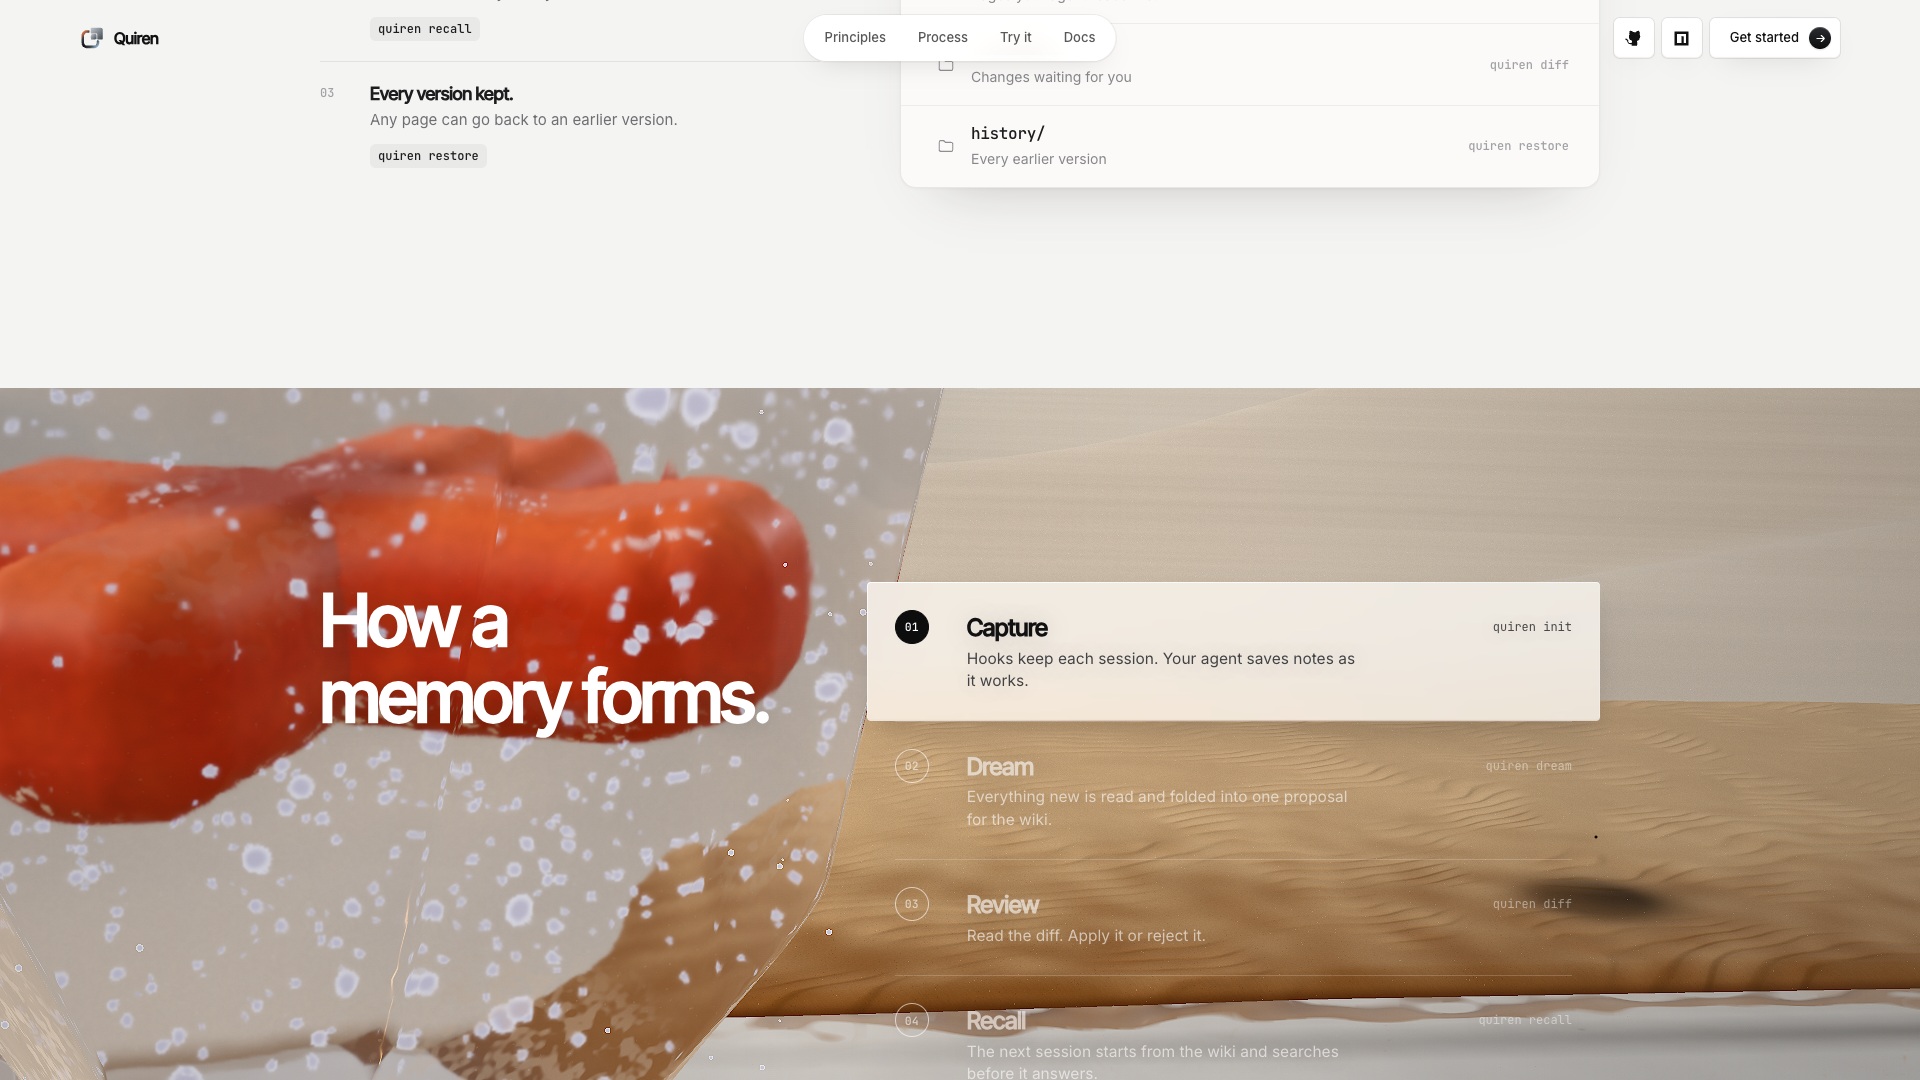 Quiren
Principles
Process
Try it
Docs
Get started
quiren recall
03
Every version kept.
Any page can go back to an earlier version.
quiren restore
Changes waiting for you
quiren diff
history/
Every earlier version
quiren restore
How a
memory forms.
01
Capture
quiren init
Hooks keep each session. Your agent saves notes as
it works.
02
Dream
quiren dream
Everything new is read and folded into one proposal
for the wiki.
03
Review
quiren diff
Read the diff. Apply it or reject it.
04
Recall
quiren recall
The next session starts from the wiki and searches
before it answers.